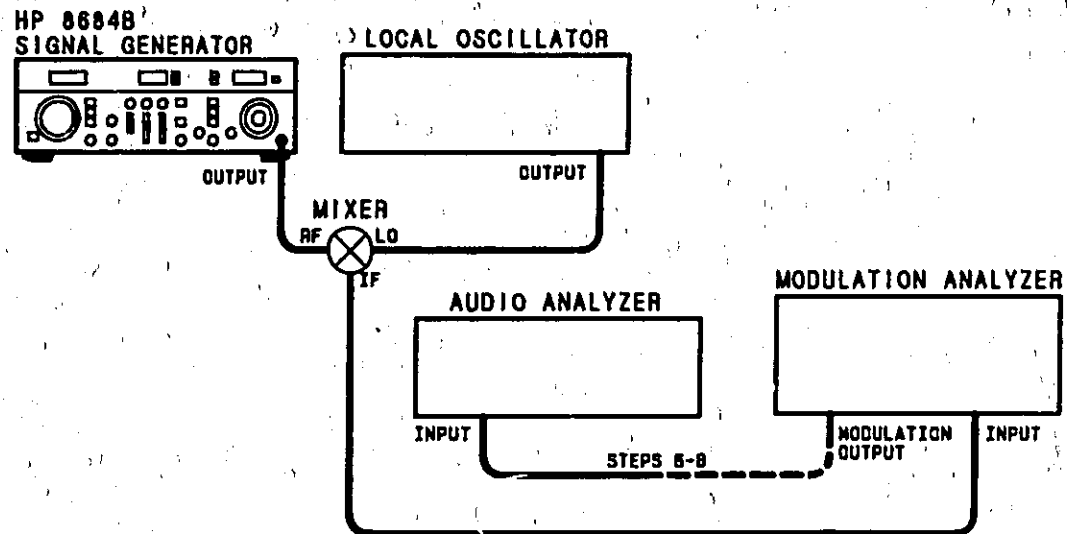 HP 8684B
SIGNAL GENERATOR
LOCAL OSCILLATOR
OUTPUT
OUTPUT
MIXER
RF
LO
IF
AUDIO ANALYZER
MODULATION ANALYZER
INPUT
STEPS 6-8
MODULATION
OUTPUT
INPUT